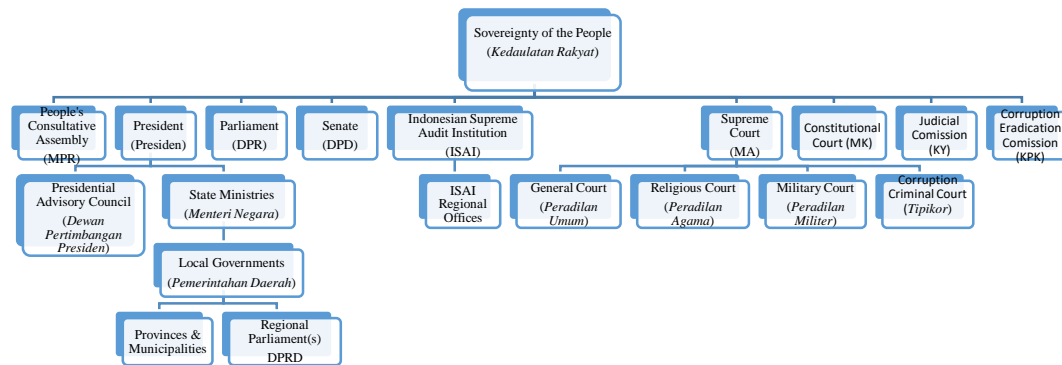 Sovereignty of the People
(Kedaulatan Rakyat)
People's
Consultative
Assembly
(MPR)
President
(Presiden)
Parliament
(DPR)
Senate
(DPD)
Indonesian Supreme
Audit Institution
(ISAI)
Supreme
Court
(MA)
Constitutional
Court (MK)
Judicial
Comission
(KY)
Corruption
Eradication
Comission
(KPK)
Presidential
Advisory Council
(Dewan
Pertimbangan
Presiden)
State Ministries
(Menteri Negara)
ISAI
Regional
Offices
General Court
(Peradilan
Umum)
Religious Court
(Peradilan
Agama)
Military Court
(Peradilan
Militer)
Corruption
Criminal Court
(Tipikor)
Local Governments
(Pemerintahan Daerah)
Provinces &
Municipalities
Regional
Parliament(s)
DPRD